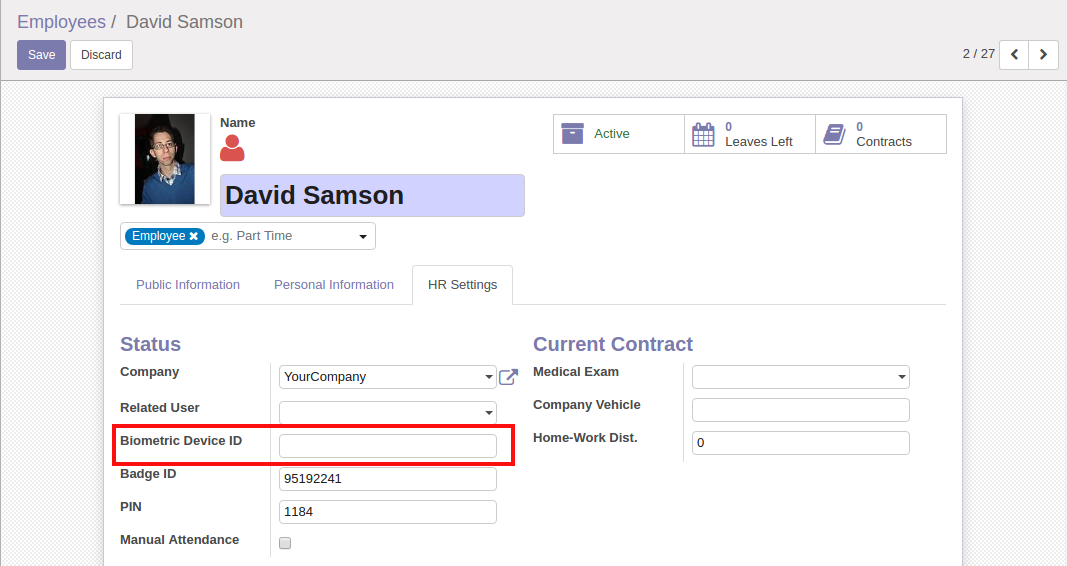 Employees / David Samson
Save Discard
2 / 27
Name
Active
0
Leaves Left
0
Contracts
David Samson
Employee e.g. Part Time
Public Information Personal Information HR Settings
Status
Company YourCompany
Related User
Biometric Device ID
Badge ID 95192241
PIN 1184
Manual Attendance
Current Contract
Medical Exam
Company Vehicle
Home-Work Dist. 0